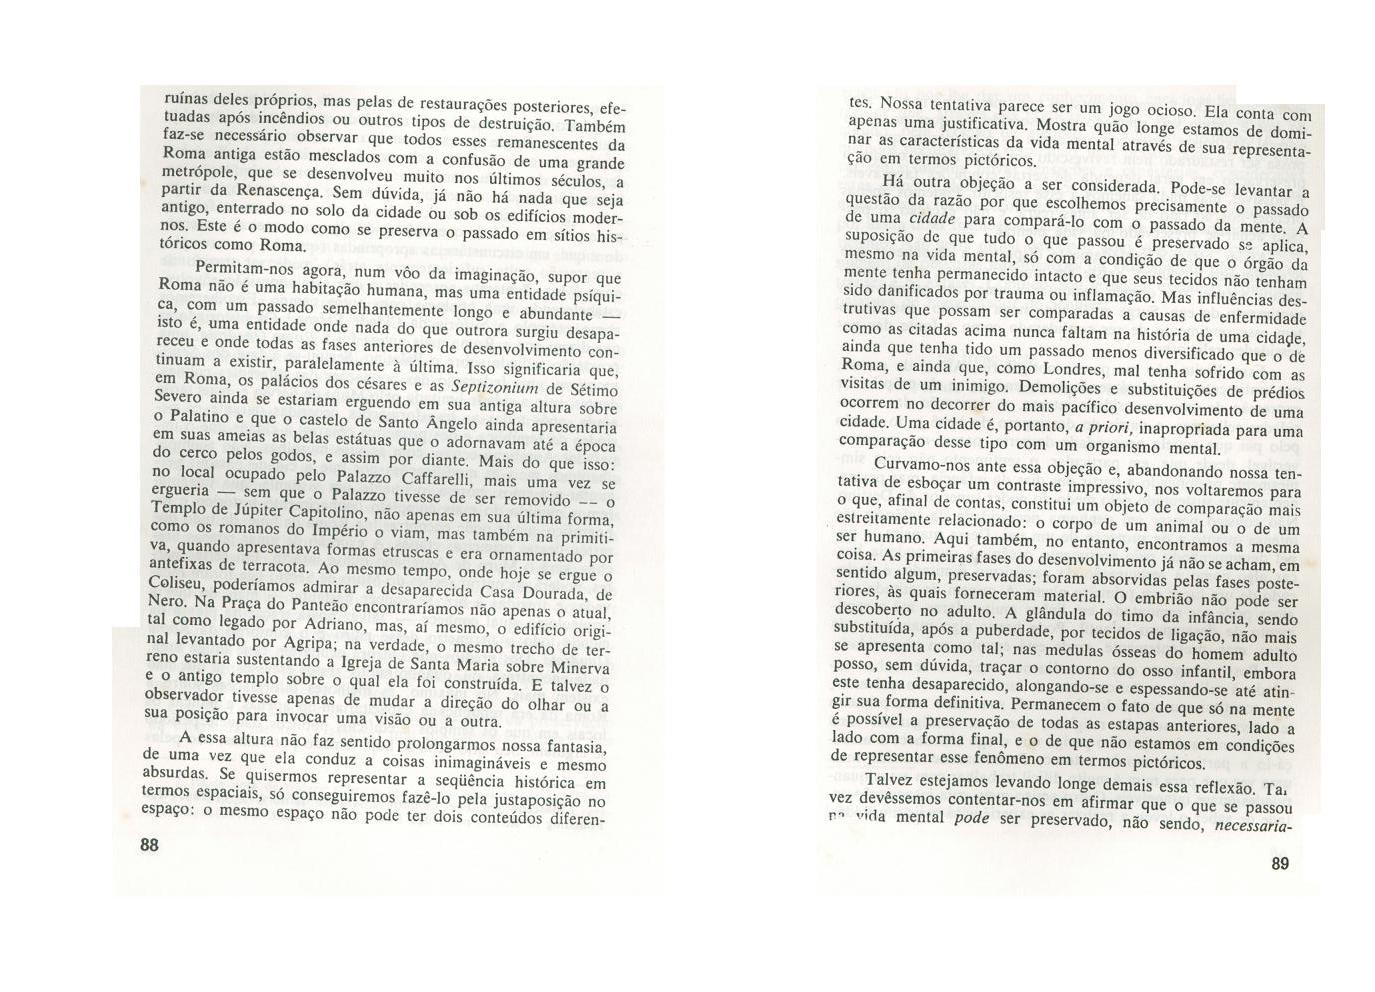 ruínas deles próprios, mas pelas de restaurações posteriores, efe-
tuadas após incêndios ou outros tipos de destruição. Também
faz-se necessário observar que todos esses remanescentes da
Roma antiga estão mesclados com a confusão de uma grande
metrópole, que se desenvolveu muito nos últimos séculos, a
partir da Renascença. Sem dúvida, já não há nada que seja
antigo, enterrado no solo da cidade ou sob os edifícios moder-
nos. Este é o modo como se preserva o passado em sítios his-
tóricos como Roma.
Permitam-nos agora, num vôo da imaginação, supor que
Roma não é uma habitação humana, mas uma entidade psíqui-
ca, com um passado semelhantemente longo e abundante —
isto é, uma entidade onde nada do que outrora surgiu desapa-
receu e onde todas as fases anteriores de desenvolvimento con-
tinuam a existir, paralelamente à última. Isso significaria que,
em Roma, os palácios dos césares e as Septizonium de Sétimo
Severo ainda se estariam erguendo em sua antiga altura sobre
o Palatino e que o castelo de Santo Ângelo ainda apresentaria
em suas ameias as belas estátuas que o adornavam até a época
do cerco pelos godos, e assim por diante. Mais do que isso:
no local ocupado pelo Palazzo Caffarelli, mais uma vez se
ergueria — sem que o Palazzo tivesse de ser removido — o
Templo de Júpiter Capitolino, não apenas em sua última forma,
como os romanos do Império o viam, mas também na primiti-
va, quando apresentava formas etruscas e era ornamentado por
antefixas de terracota. Ao mesmo tempo, onde hoje se ergue o
Coliseu, poderíamos admirar a desaparecida Casa Dourada, de
Nero. Na Praça do Panteão encontraríamos não apenas o atual,
tal como legado por Adriano, mas, aí mesmo, o edifício origi-
nal levantado por Agripa; na verdade, o mesmo trecho de ter-
reno estaria sustentando a Igreja de Santa Maria sobre Minerva
e o antigo templo sobre o qual ela foi construída. E talvez o
observador tivesse apenas de mudar a direção do olhar ou a
sua posição para invocar uma visão ou a outra.
A essa altura não faz sentido prolongarmos nossa fantasia,
de uma vez que ela conduz a coisas inimagináveis e mesmo
absurdas. Se quisermos representar a seqüência histórica em
termos espaciais, só conseguiremos fazê-lo pela justaposição no
espaço: o mesmo espaço não pode ter dois conteúdos diferen-
88
tes. Nossa tentativa parece ser um jogo ocioso. Ela conta com
apenas uma justificativa. Mostra quão longe estamos de domi-
nar as características da vida mental através de sua representa-
ção em termos pictóricos.
Há outra objeção a ser considerada. Pode-se levantar a
questão da razão por que escolhemos precisamente o passado
de uma cidade para compará-lo com o passado da mente. A
suposição de que tudo o que passou é preservado se aplica,
mesmo na vida mental, só com a condição de que o órgão da
mente tenha permanecido intacto e que seus tecidos não tenham
sido danificados por trauma ou inflamação. Mas influências des-
trutivas que possam ser comparadas a causas de enfermidade
como as citadas acima nunca faltam na história de uma cidade,
ainda que tenha tido um passado menos diversificado que o de
Roma, e ainda que, como Londres, mal tenha sofrido com as
visitas de um inimigo. Demolições e substituições de prédios
ocorrem no decorrer do mais pacífico desenvolvimento de uma
cidade. Uma cidade é, portanto, a priori, inapropriada para uma
comparação desse tipo com um organismo mental.
Curvamo-nos ante essa objeção e, abandonando nossa ten-
tativa de esboçar um contraste impressivo, nos voltaremos para
o que, afinal de contas, constitui um objeto de comparação mais
estreitamente relacionado: o corpo de um animal ou o de um
ser humano. Aqui também, no entanto, encontramos a mesma
coisa. As primeiras fases do desenvolvimento já não se acham, em
sentido algum, preservadas; foram absorvidas pelas fases poste-
riores, às quais forneceram material. O embrião não pode ser
descoberto no adulto. A glândula do timo da infância, sendo
substituída, após a puberdade, por tecidos de ligação, não mais
se apresenta como tal; nas medulas ósseas do homem adulto
posso, sem dúvida, traçar o contorno do osso infantil, embora
este tenha desaparecido, alongando-se e espessando-se até atin-
gir sua forma definitiva. Permanecem o fato de que só na mente
é possível a preservação de todas as estapas anteriores, lado a
lado com a forma final, e o de que não estamos em condições
de representar esse fenômeno em termos pictóricos.
Talvez estejamos levando longe demais essa reflexão. Tal
vez devêssemos contentar-nos em afirmar que o que se passou
na vida mental pode ser preservado, não sendo, necessaria-
89